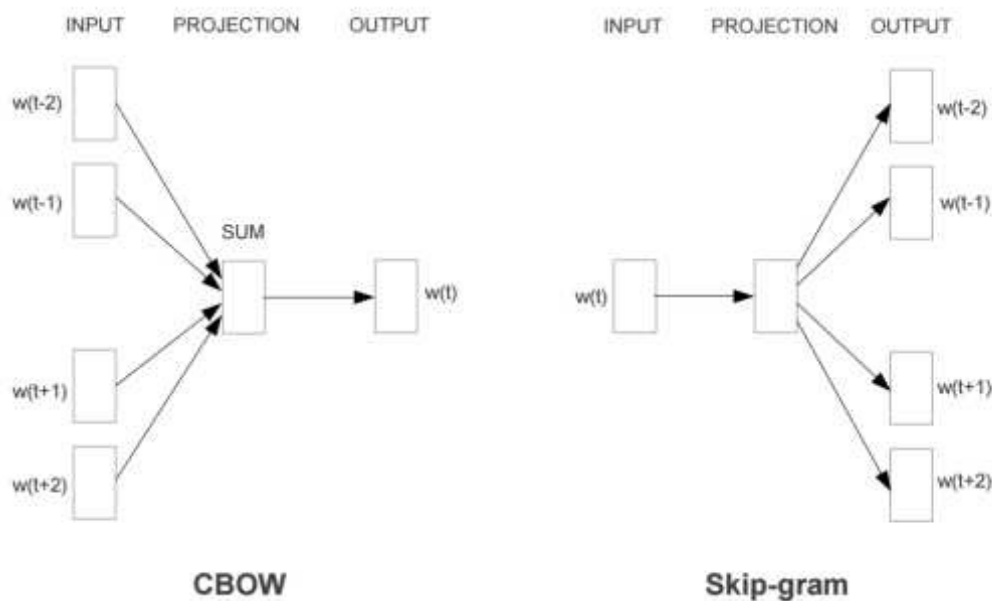 INPUT PROJECTION OUTPUT
w(t-2)
w(t-1)
SUM
w(t)
w(t+1)
w(t+2)
CBOW
INPUT PROJECTION OUTPUT
w(t-2)
w(t-1)
w(t)
w(t+1)
w(t+2)
Skip-gram